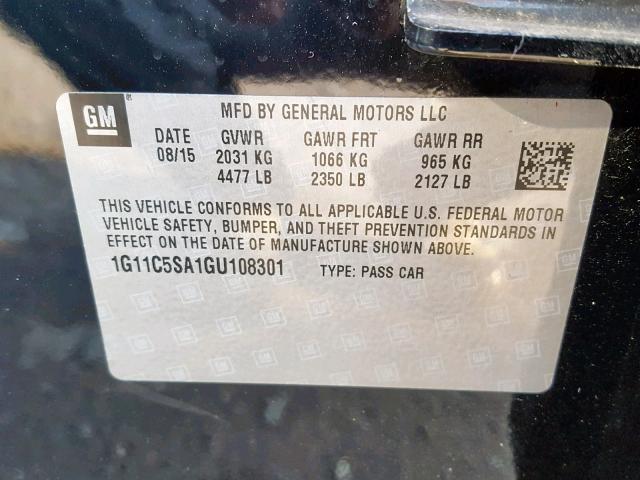 GM
MFD BY GENERAL MOTORS LLC
DATE GVWR GAWR FRT GAWR RR
08/15 2031 KG 1066 KG 965 KG
4477 LB 2350 LB 2127 LB
THIS VEHICLE CONFORMS TO ALL APPLICABLE U.S. FEDERAL MOTOR
VEHICLE SAFETY, BUMPER, AND THEFT PREVENTION STANDARDS IN
EFFECT ON THE DATE OF MANUFACTURE SHOWN ABOVE.
1G11C5SA1GU108301 TYPE: PASS CAR